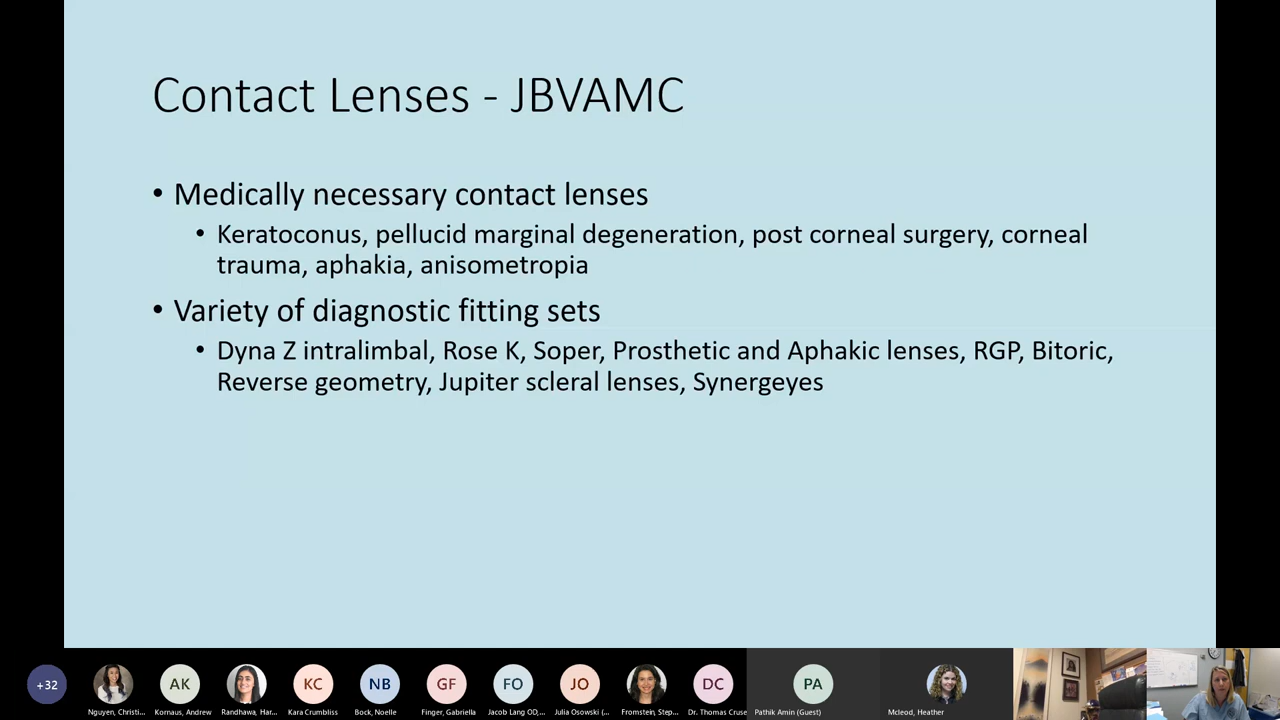 Contact Lenses - JBVAMC
• Medically necessary contact lenses
• Keratoconus, pellucid marginal degeneration, post corneal surgery, corneal
trauma, aphakia, anisometropia
• Variety of diagnostic fitting sets
• Dyna Z intralimbal, Rose K, Soper, Prosthetic and Aphakic lenses, RGP, Bitoric,
Reverse geometry, Jupiter scleral lenses, Synergeyes
+32 AK KC NB GF FO JO DC PA
Nguyen, Christi... Kornaus, Andrew Randhawa, Har... Kara Crumbliss Bock, Noelle Finger, Gabriella Jacob Lang OD,... Julia Osowski (... Fromstein, Step... Dr. Thomas Cruse Pathik Amin (Guest) Mcleod, Heather